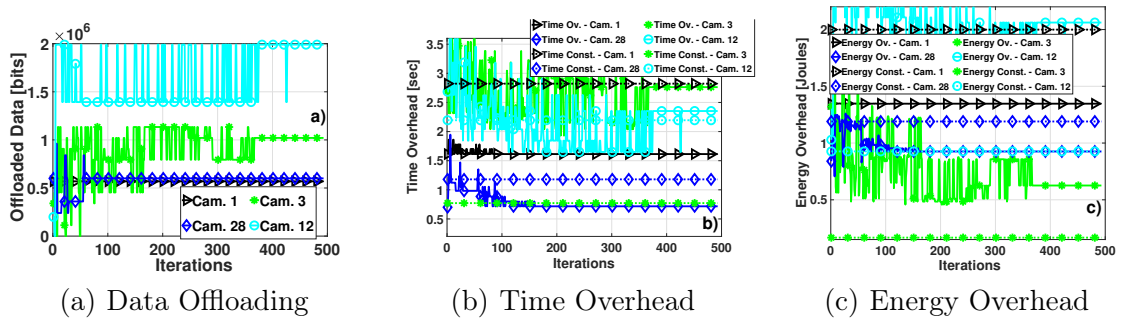 × 10^6
2
1.5
1
0.5
0
Offloaded Data [bits]
a)
Cam. 1 Cam. 3
Cam. 28 Cam. 12
0 100 200 300 400 500
Iterations
(a) Data Offloading
Time Ov. - Cam. 1 Time Ov. - Cam. 3
Time Ov. - Cam. 28 Time Ov. - Cam. 12
Time Const. - Cam. 1 Time Const. - Cam. 3
Time Const. - Cam. 28 Time Const. - Cam. 12
3.5
3
2.5
2
1.5
1
0.5
Time Overhead [sec]
b)
0 100 200 300 400 500
Iterations
(b) Time Overhead
2
1.5
1
0.5
Energy Overhead [Joules]
Energy Ov. - Cam. 1 Energy Ov. - Cam. 3
Energy Ov. - Cam. 28 Energy Ov. - Cam. 12
Energy Const. - Cam. 1 Energy Const. - Cam. 3
Energy Const. - Cam. 28 Energy Const. - Cam. 12
c)
0 100 200 300 400 500
Iterations
(c) Energy Overhead